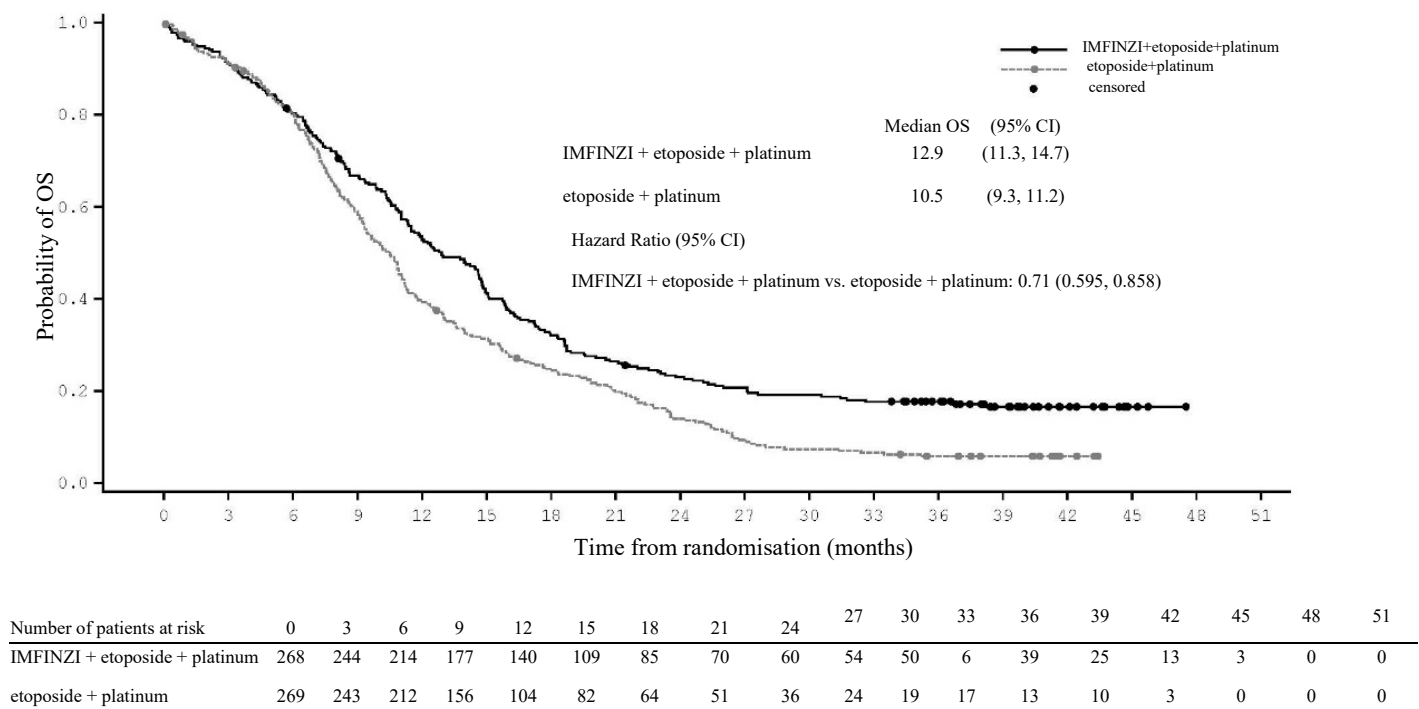 1.0
0.8
0.6
0.4
0.2
0.0
Probability of OS
IMFINZI+etoposide+platinum
etoposide+platinum
censored
Median OS (95% CI)
IMFINZI + etoposide + platinum 12.9 (11.3, 14.7)
etoposide + platinum 10.5 (9.3, 11.2)
Hazard Ratio (95% CI)
IMFINZI + etoposide + platinum vs. etoposide + platinum: 0.71 (0.595, 0.858)
0 3 6 9 12 15 18 21 24 27 30 33 36 39 42 45 48 51
Time from randomisation (months)
Number of patients at risk 0 3 6 9 12 15 18 21 24 27 30 33 36 39 42 45 48 51
IMFINZI + etoposide + platinum 268 244 214 177 140 109 85 70 60 54 50 6 39 25 13 3 0 0
etoposide + platinum 269 243 212 156 104 82 64 51 36 24 19 17 13 10 3 0 0 0